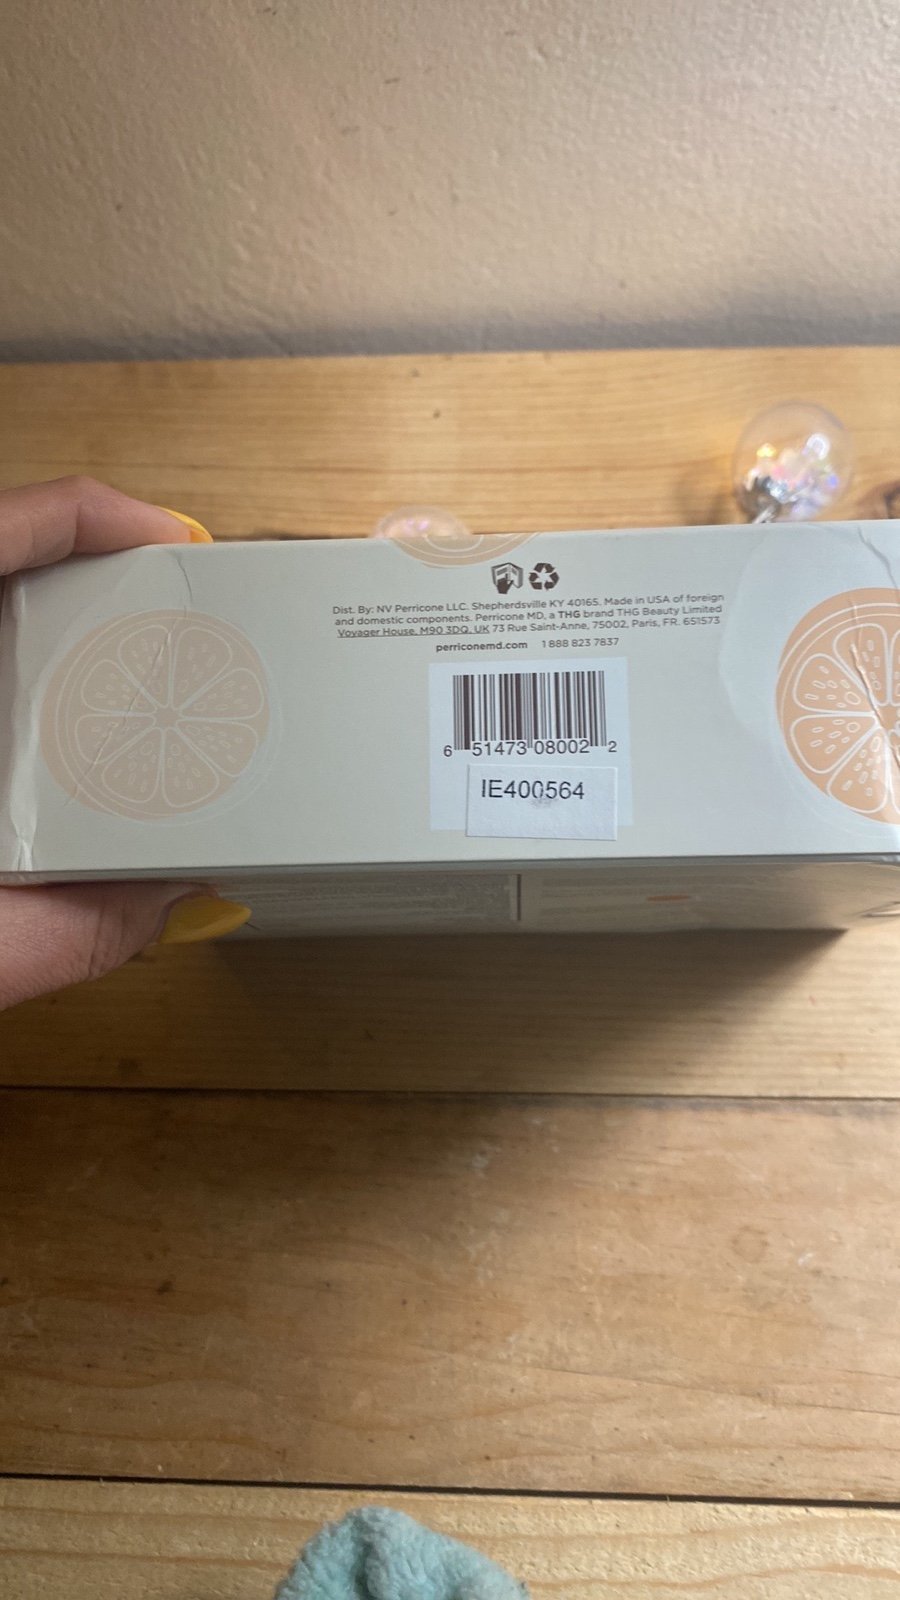 Dist. By: NV Perricone LLC. Shepherdsville KY 40165. Made in USA of foreign
and domestic components. Perricone MD, a THG brand THG Beauty Limited
Voyager House, M90 3DQ, UK 73 Rue Saint-Anne, 75002, Paris, FR. 651573
perriconemd.com 1 888 823 7837
6 51473 08002 2
IE400564